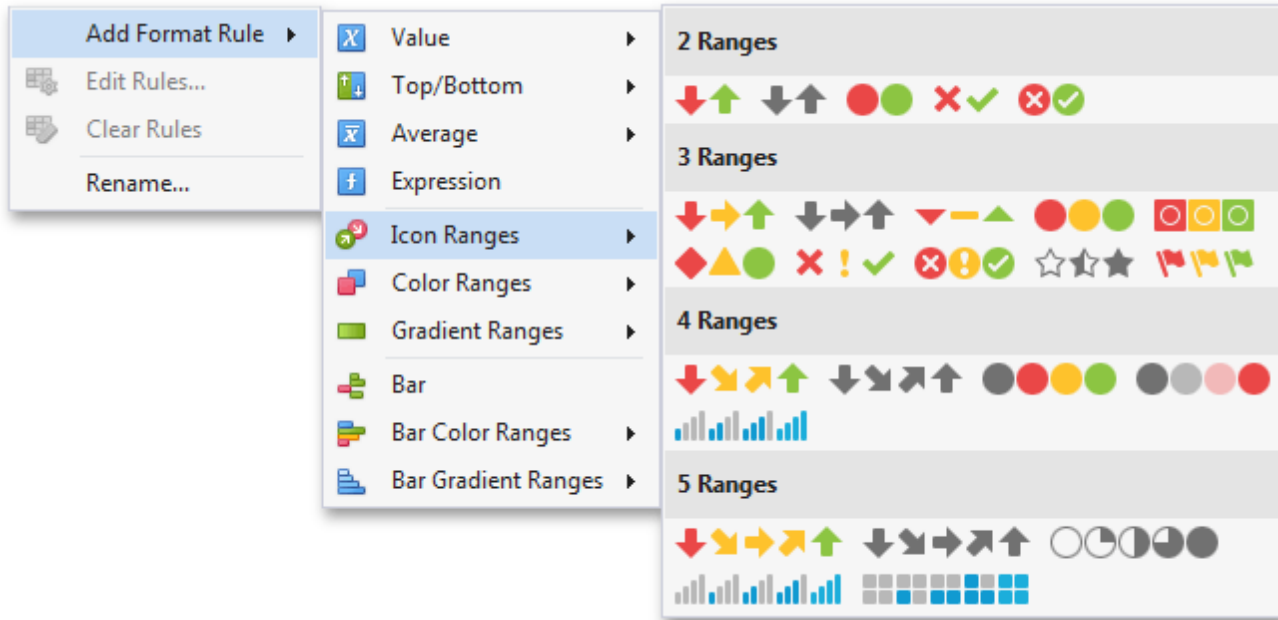 Add Format Rule
Edit Rules...
Clear Rules
Rename...
Value
Top/Bottom
Average
Expression
Icon Ranges
Color Ranges
Gradient Ranges
Bar
Bar Color Ranges
Bar Gradient Ranges
2 Ranges
3 Ranges
4 Ranges
5 Ranges